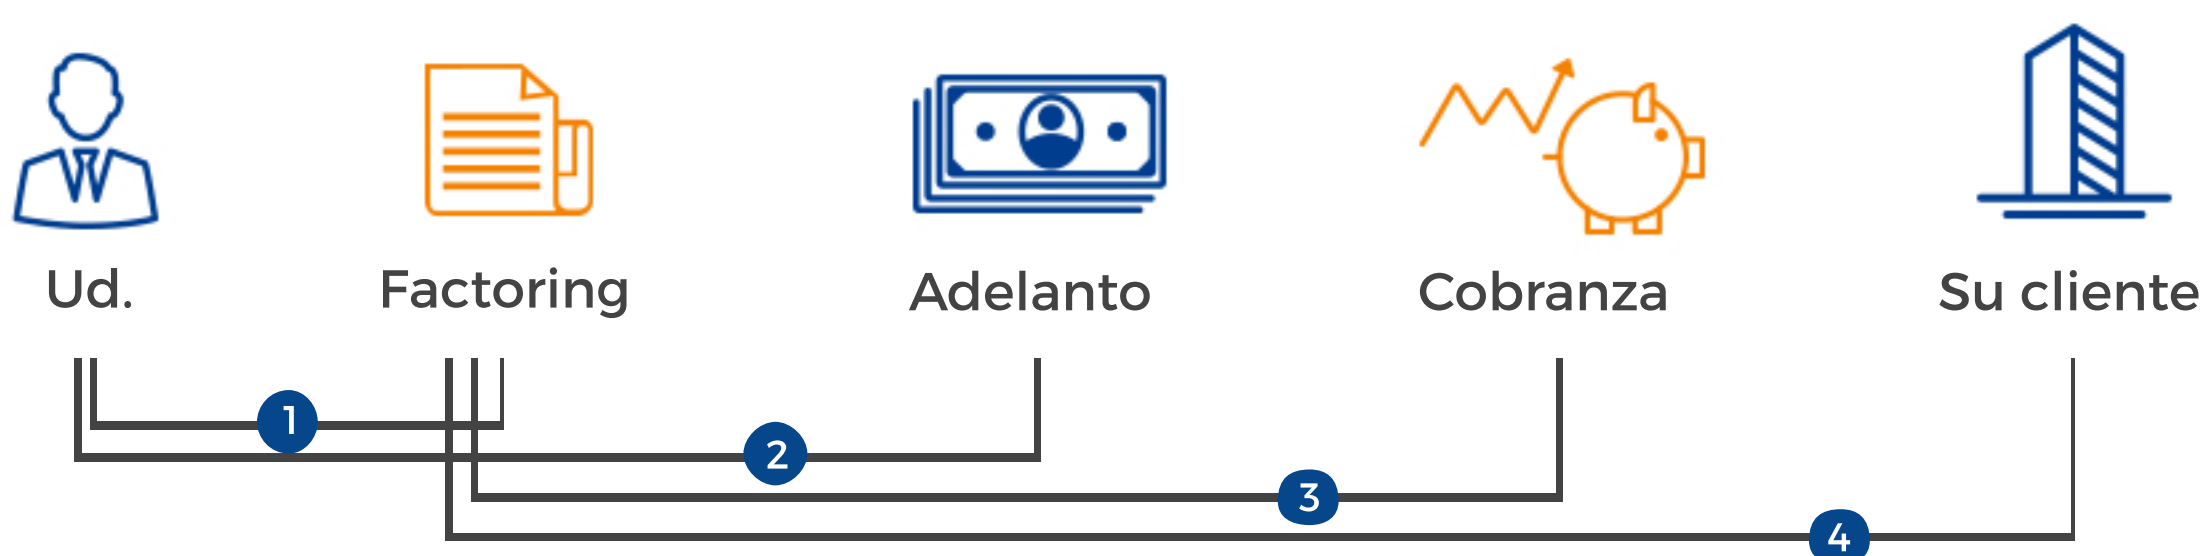 Ud.
Factoring
Adelanto
Cobranza
Su cliente
1
2
3
4